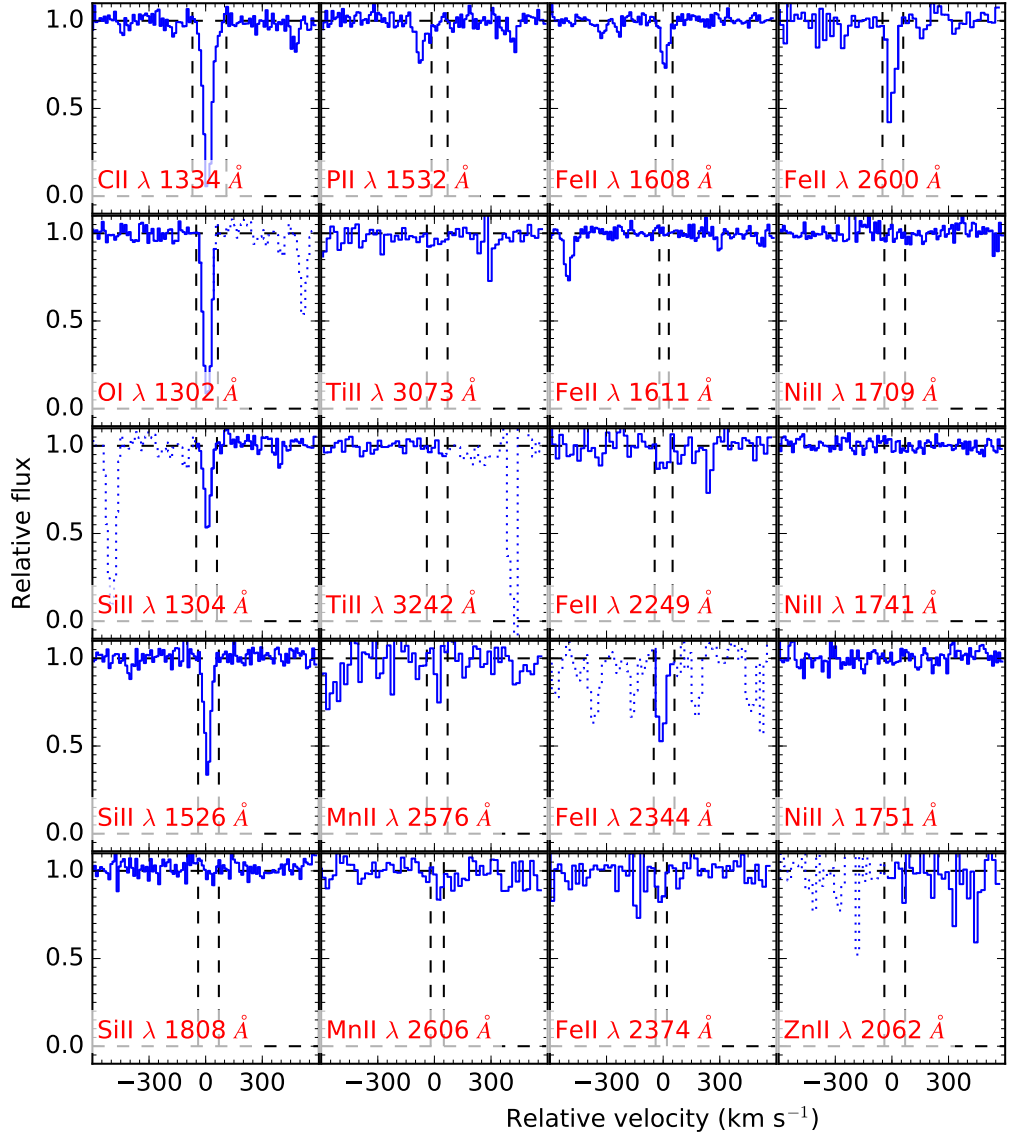 1.0
0.5
0.0
CII λ 1334 Å
PII λ 1532 Å
FeII λ 1608 Å
FeII λ 2600 Å
1.0
0.5
0.0
OI λ 1302 Å
TiII λ 3073 Å
FeII λ 1611 Å
NiII λ 1709 Å
1.0
0.5
0.0
SiII λ 1304 Å
TiII λ 3242 Å
FeII λ 2249 Å
NiII λ 1741 Å
1.0
0.5
0.0
SiII λ 1526 Å
MnII λ 2576 Å
FeII λ 2344 Å
NiII λ 1751 Å
1.0
0.5
0.0
SiII λ 1808 Å
MnII λ 2606 Å
FeII λ 2374 Å
ZnII λ 2062 Å
−300 0 300 −300 0 300 −300 0 300 −300 0 300
Relative velocity (km s⁻¹)
Relative flux